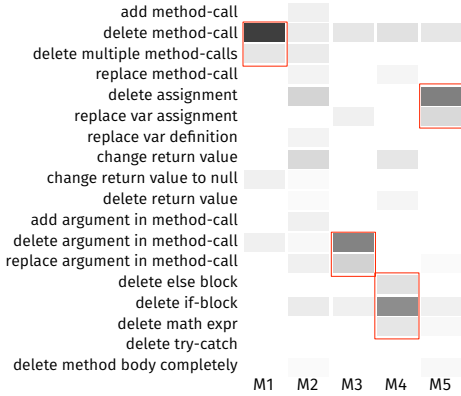 add method-call
delete method-call
delete multiple method-calls
replace method-call
delete assignment
replace var assignment
replace var definition
change return value
change return value to null
delete return value
add argument in method-call
delete argument in method-call
replace argument in method-call
delete else block
delete if-block
delete math expr
delete try-catch
delete method body completely
M1 M2 M3 M4 M5